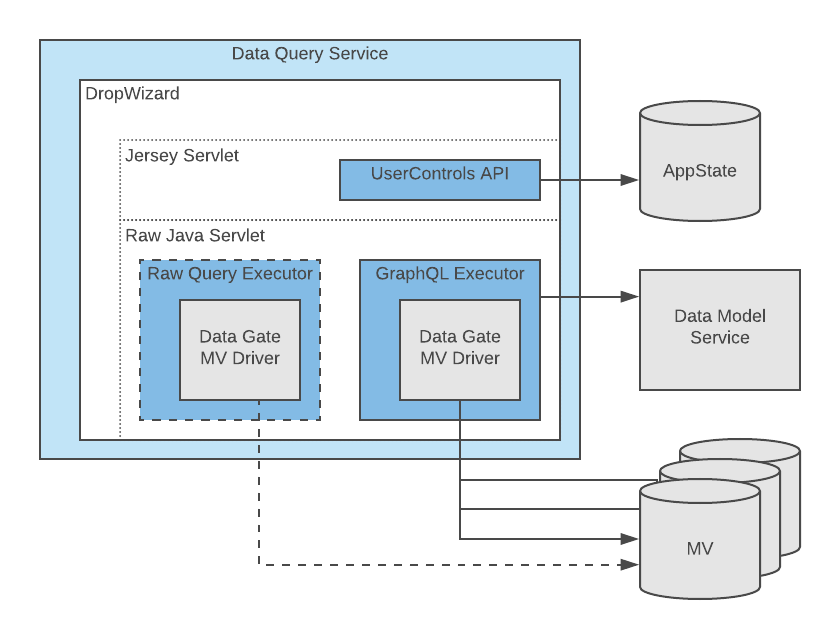 Data Query Service
DropWizard
Jersey Servlet
UserControls API
AppState
Raw Java Servlet
Raw Query Executor
GraphQL Executor
Data Gate
MV Driver
Data Gate
MV Driver
Data Model
Service
MV